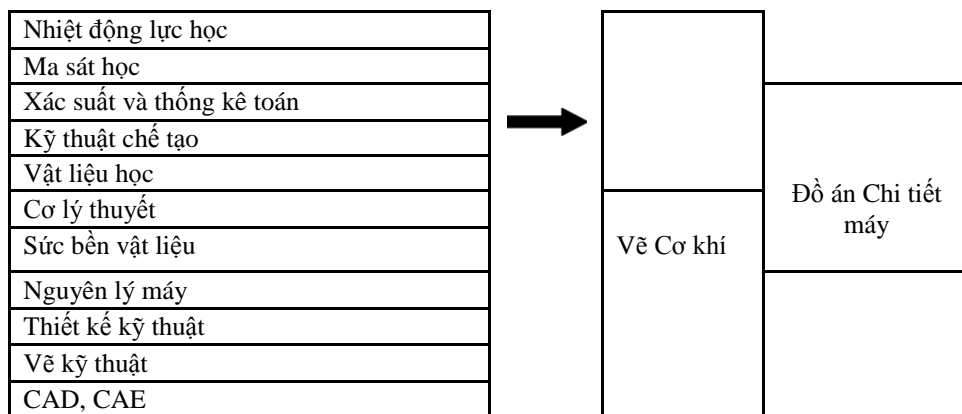 Nhiệt động lực học
Ma sát học
Xác suất và thống kê toán
Kỹ thuật chế tạo
Vật liệu học
Cơ lý thuyết
Sức bền vật liệu
Nguyên lý máy
Thiết kế kỹ thuật
Vẽ kỹ thuật
CAD, CAE
Vẽ Cơ khí
Đồ án Chi tiết
máy